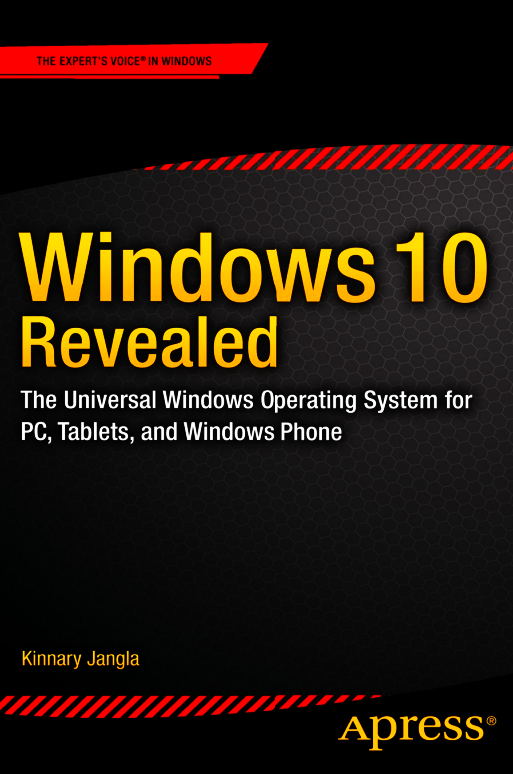 THE EXPERT'S VOICE® IN WINDOWS
Windows 10
Revealed
The Universal Windows Operating System for
PC, Tablets, and Windows Phone
Kinnary Jangla
Apress®